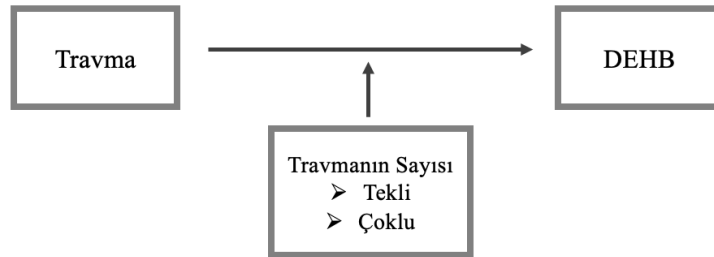 Travma
DEHB
Travmanın Sayısı
➢ Tekli
➢ Çoklu